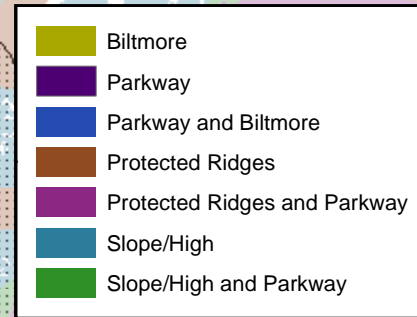 Biltmore
Parkway
Parkway and Biltmore
Protected Ridges
Protected Ridges and Parkway
Slope/High
Slope/High and Parkway